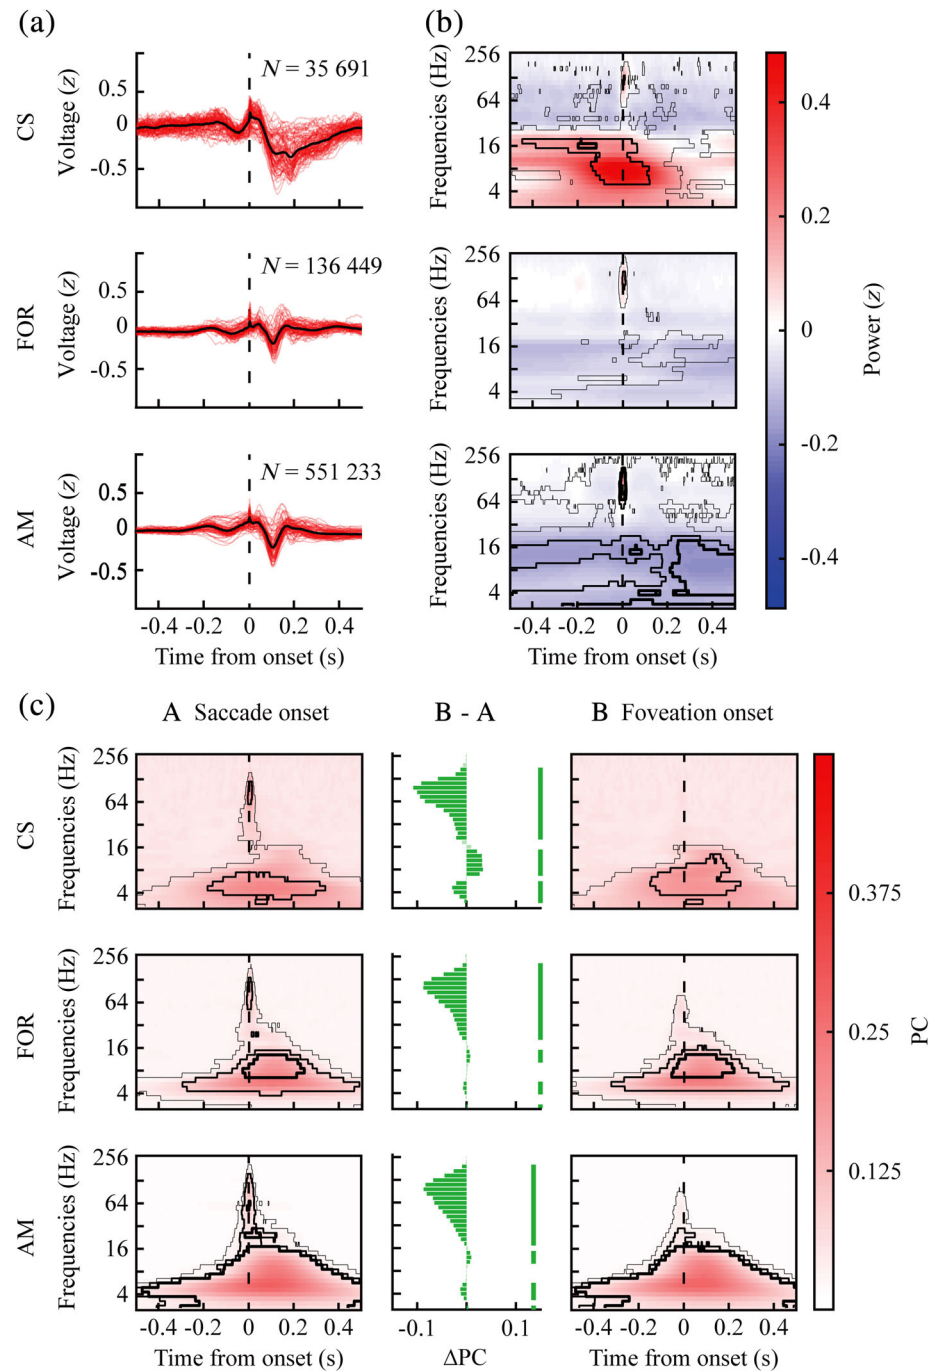 (a)
(b)
CS
Voltage (z)
0.5
0
-0.5
N = 35 691
Frequencies (Hz)
256
64
16
4
FOR
Voltage (z)
0.5
0
-0.5
N = 136 449
Frequencies (Hz)
256
64
16
4
AM
Voltage (z)
0.5
0
-0.5
N = 551 233
Frequencies (Hz)
256
64
16
4
-0.4 -0.2 0 0.2 0.4
Time from onset (s)
-0.4 -0.2 0 0.2 0.4
Time from onset (s)
0.4
0.2
0
-0.2
-0.4
Power (z)
(c)
A Saccade onset
B - A
B Foveation onset
CS
Frequencies (Hz)
256
64
16
4
FOR
Frequencies (Hz)
256
64
16
4
AM
Frequencies (Hz)
256
64
16
4
-0.4 -0.2 0 0.2 0.4
Time from onset (s)
-0.1 0.1
ΔPC
-0.4 -0.2 0 0.2 0.4
Time from onset (s)
0.375
0.25
0.125
PC